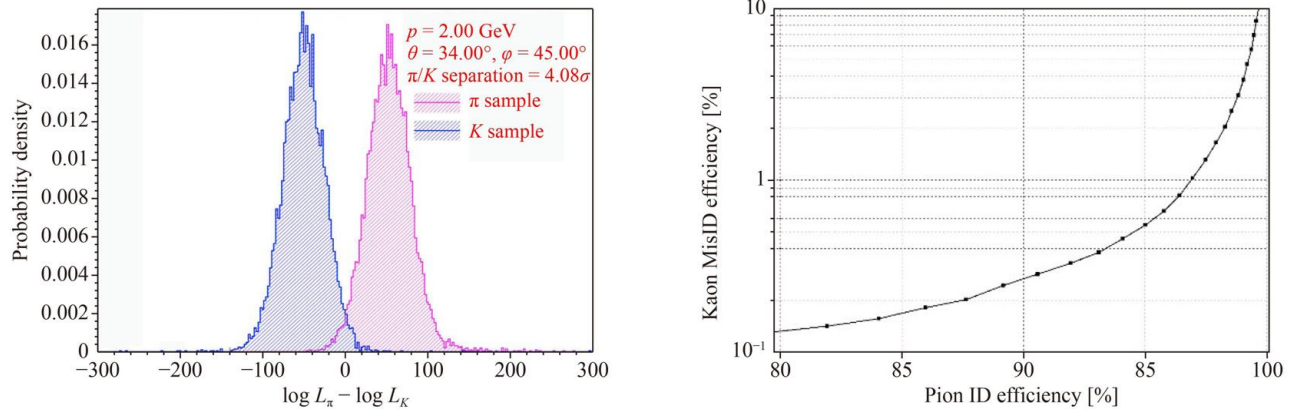 Probability density
0.016
0.014
0.012
0.01
0.008
0.006
0.004
0.002
0
−300
−200
−100
0
100
200
300
log Lπ − log LK
p = 2.00 GeV
θ = 34.00°, φ = 45.00°
π/K separation = 4.08σ
π sample
K sample
Kaon MisID efficiency [%]
10
1
10⁻¹
80
85
90
85
100
Pion ID efficiency [%]